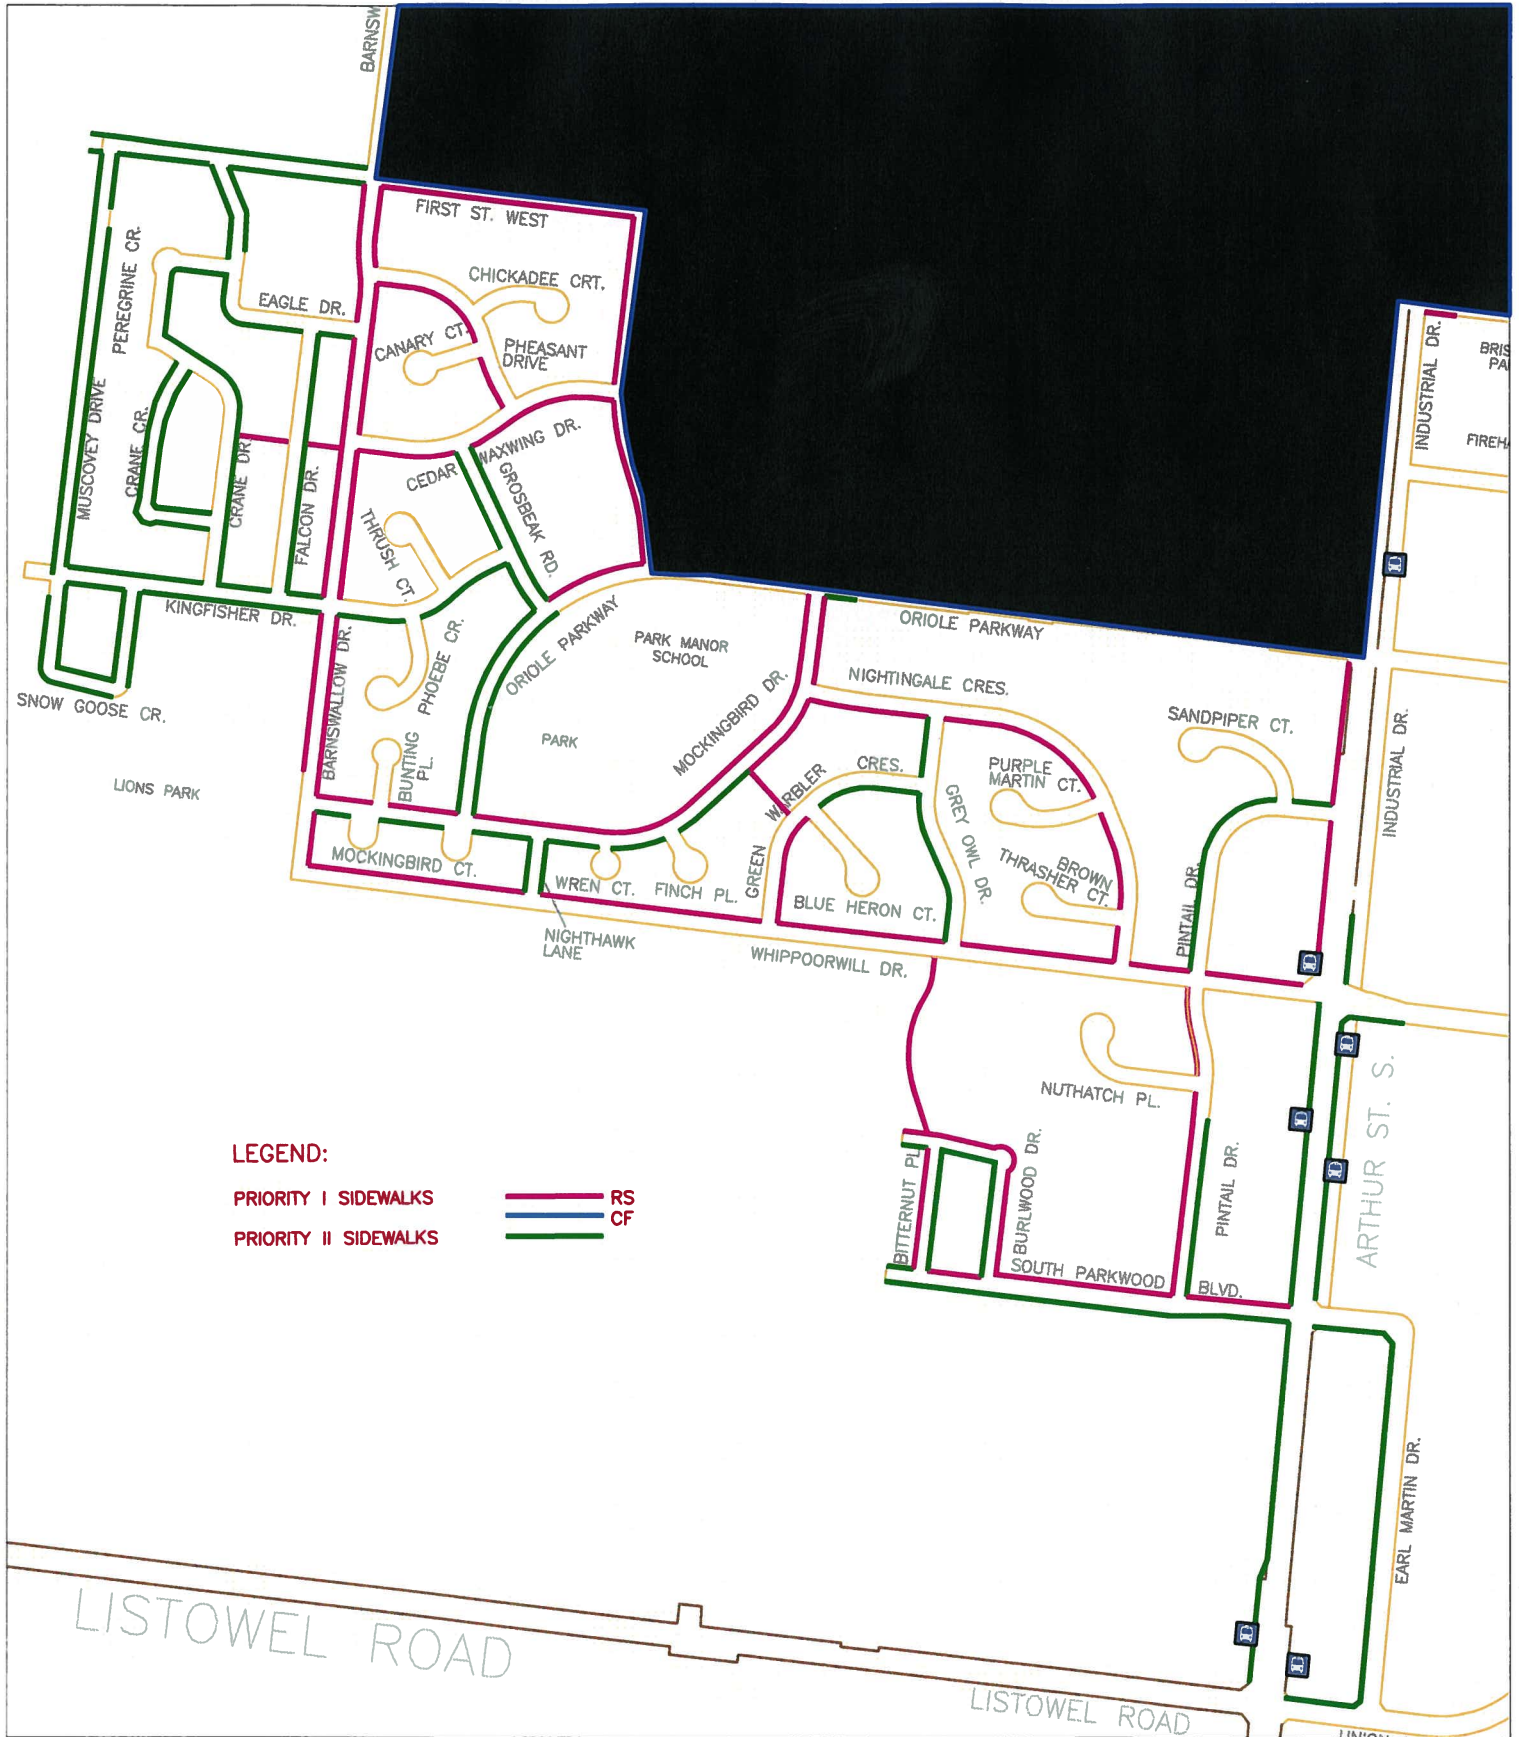 BARNSW
FIRST ST. WEST
CHICKADEE CRT.
PEREGRINE CR.
EAGLE DR.
CANARY CT.
PHEASANT
DRIVE
INDUSTRIAL DR.
MUSCOVEY DRIVE
CRANE CR.
CRANE DR.
FALCON DR.
CEDAR WAXWING DR.
GROSBEAK RD.
THRUSH CT.
KINGFISHER DR.
ORIOLE PARKWAY
ORIOLE PARKWAY
PARK MANOR
SCHOOL
SNOW GOOSE CR.
BARNSWALLOW DR.
PHOEBE CR.
BUNTING
PL.
PARK
MOCKINGBIRD DR.
NIGHTINGALE CRES.
SANDPIPER CT.
INDUSTRIAL DR.
LIONS PARK
PURPLE
MARTIN CT.
GREEN WARBLER CRES.
GREY OWL DR.
BROWN
THRASHER CT.
MOCKINGBIRD CT.
WREN CT.
FINCH PL.
BLUE HERON CT.
PINTAIL DR.
NIGHTHAWK
LANE
WHIPPOORWILL DR.
NUTHATCH PL.
ARTHUR ST. S.
BITTERNUT PL
BURLWOOD DR.
PINTAIL DR.
SOUTH PARKWOOD BLVD.
LEGEND:
PRIORITY I SIDEWALKS RS
CF
PRIORITY II SIDEWALKS
EARL MARTIN DR.
LISTOWEL ROAD
LISTOWEL ROAD